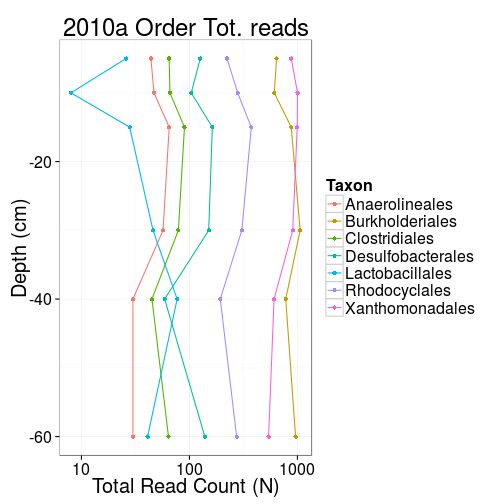 2010a Order Tot. reads
Depth (cm)
-20
-40
-60
10
100
1000
Total Read Count (N)
Taxon
Anaerolineales
Burkholderiales
Clostridiales
Desulfobacterales
Lactobacillales
Rhodocyclales
Xanthomonadales